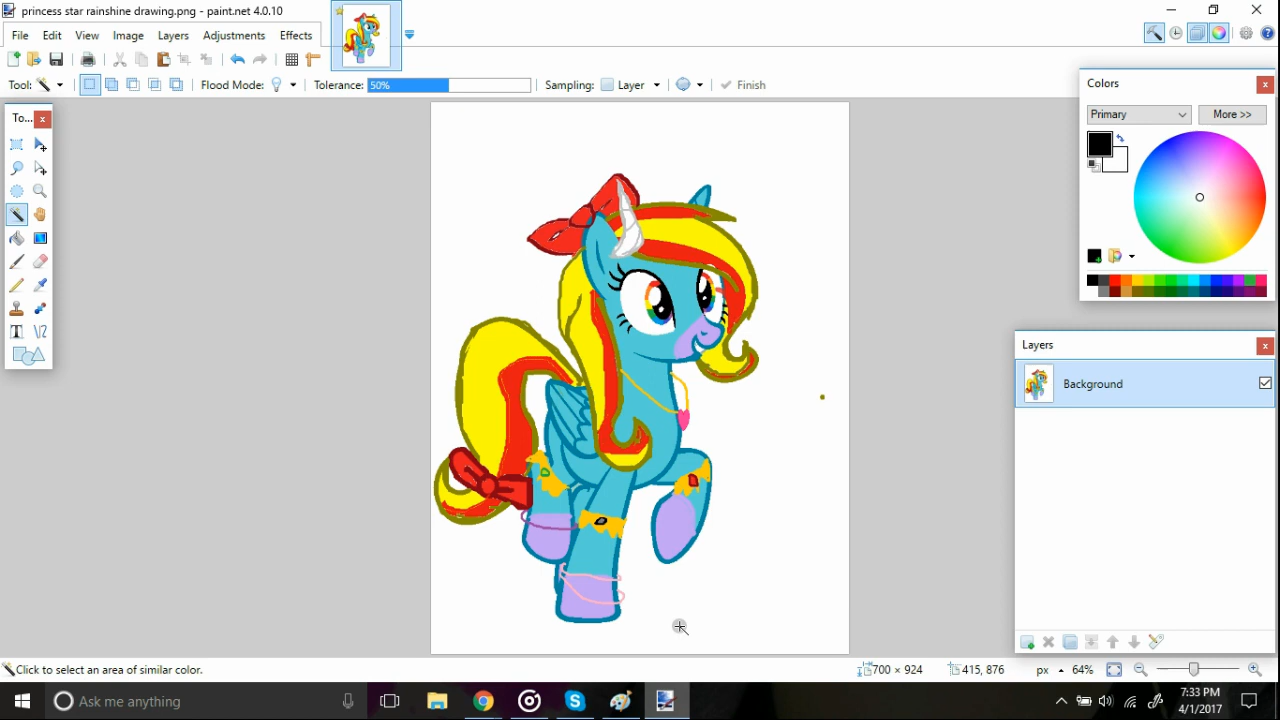 princess star rainshine drawing.png - paint.net 4.0.10
File Edit View Image Layers Adjustments Effects
Tool: Flood Mode: Tolerance: 50% Sampling: Layer Finish
To...
Colors
Primary More >>
Layers
Background
Click to select an area of similar color. 700 × 924 415, 876 px 64%
Ask me anything
7:33 PM
4/1/2017